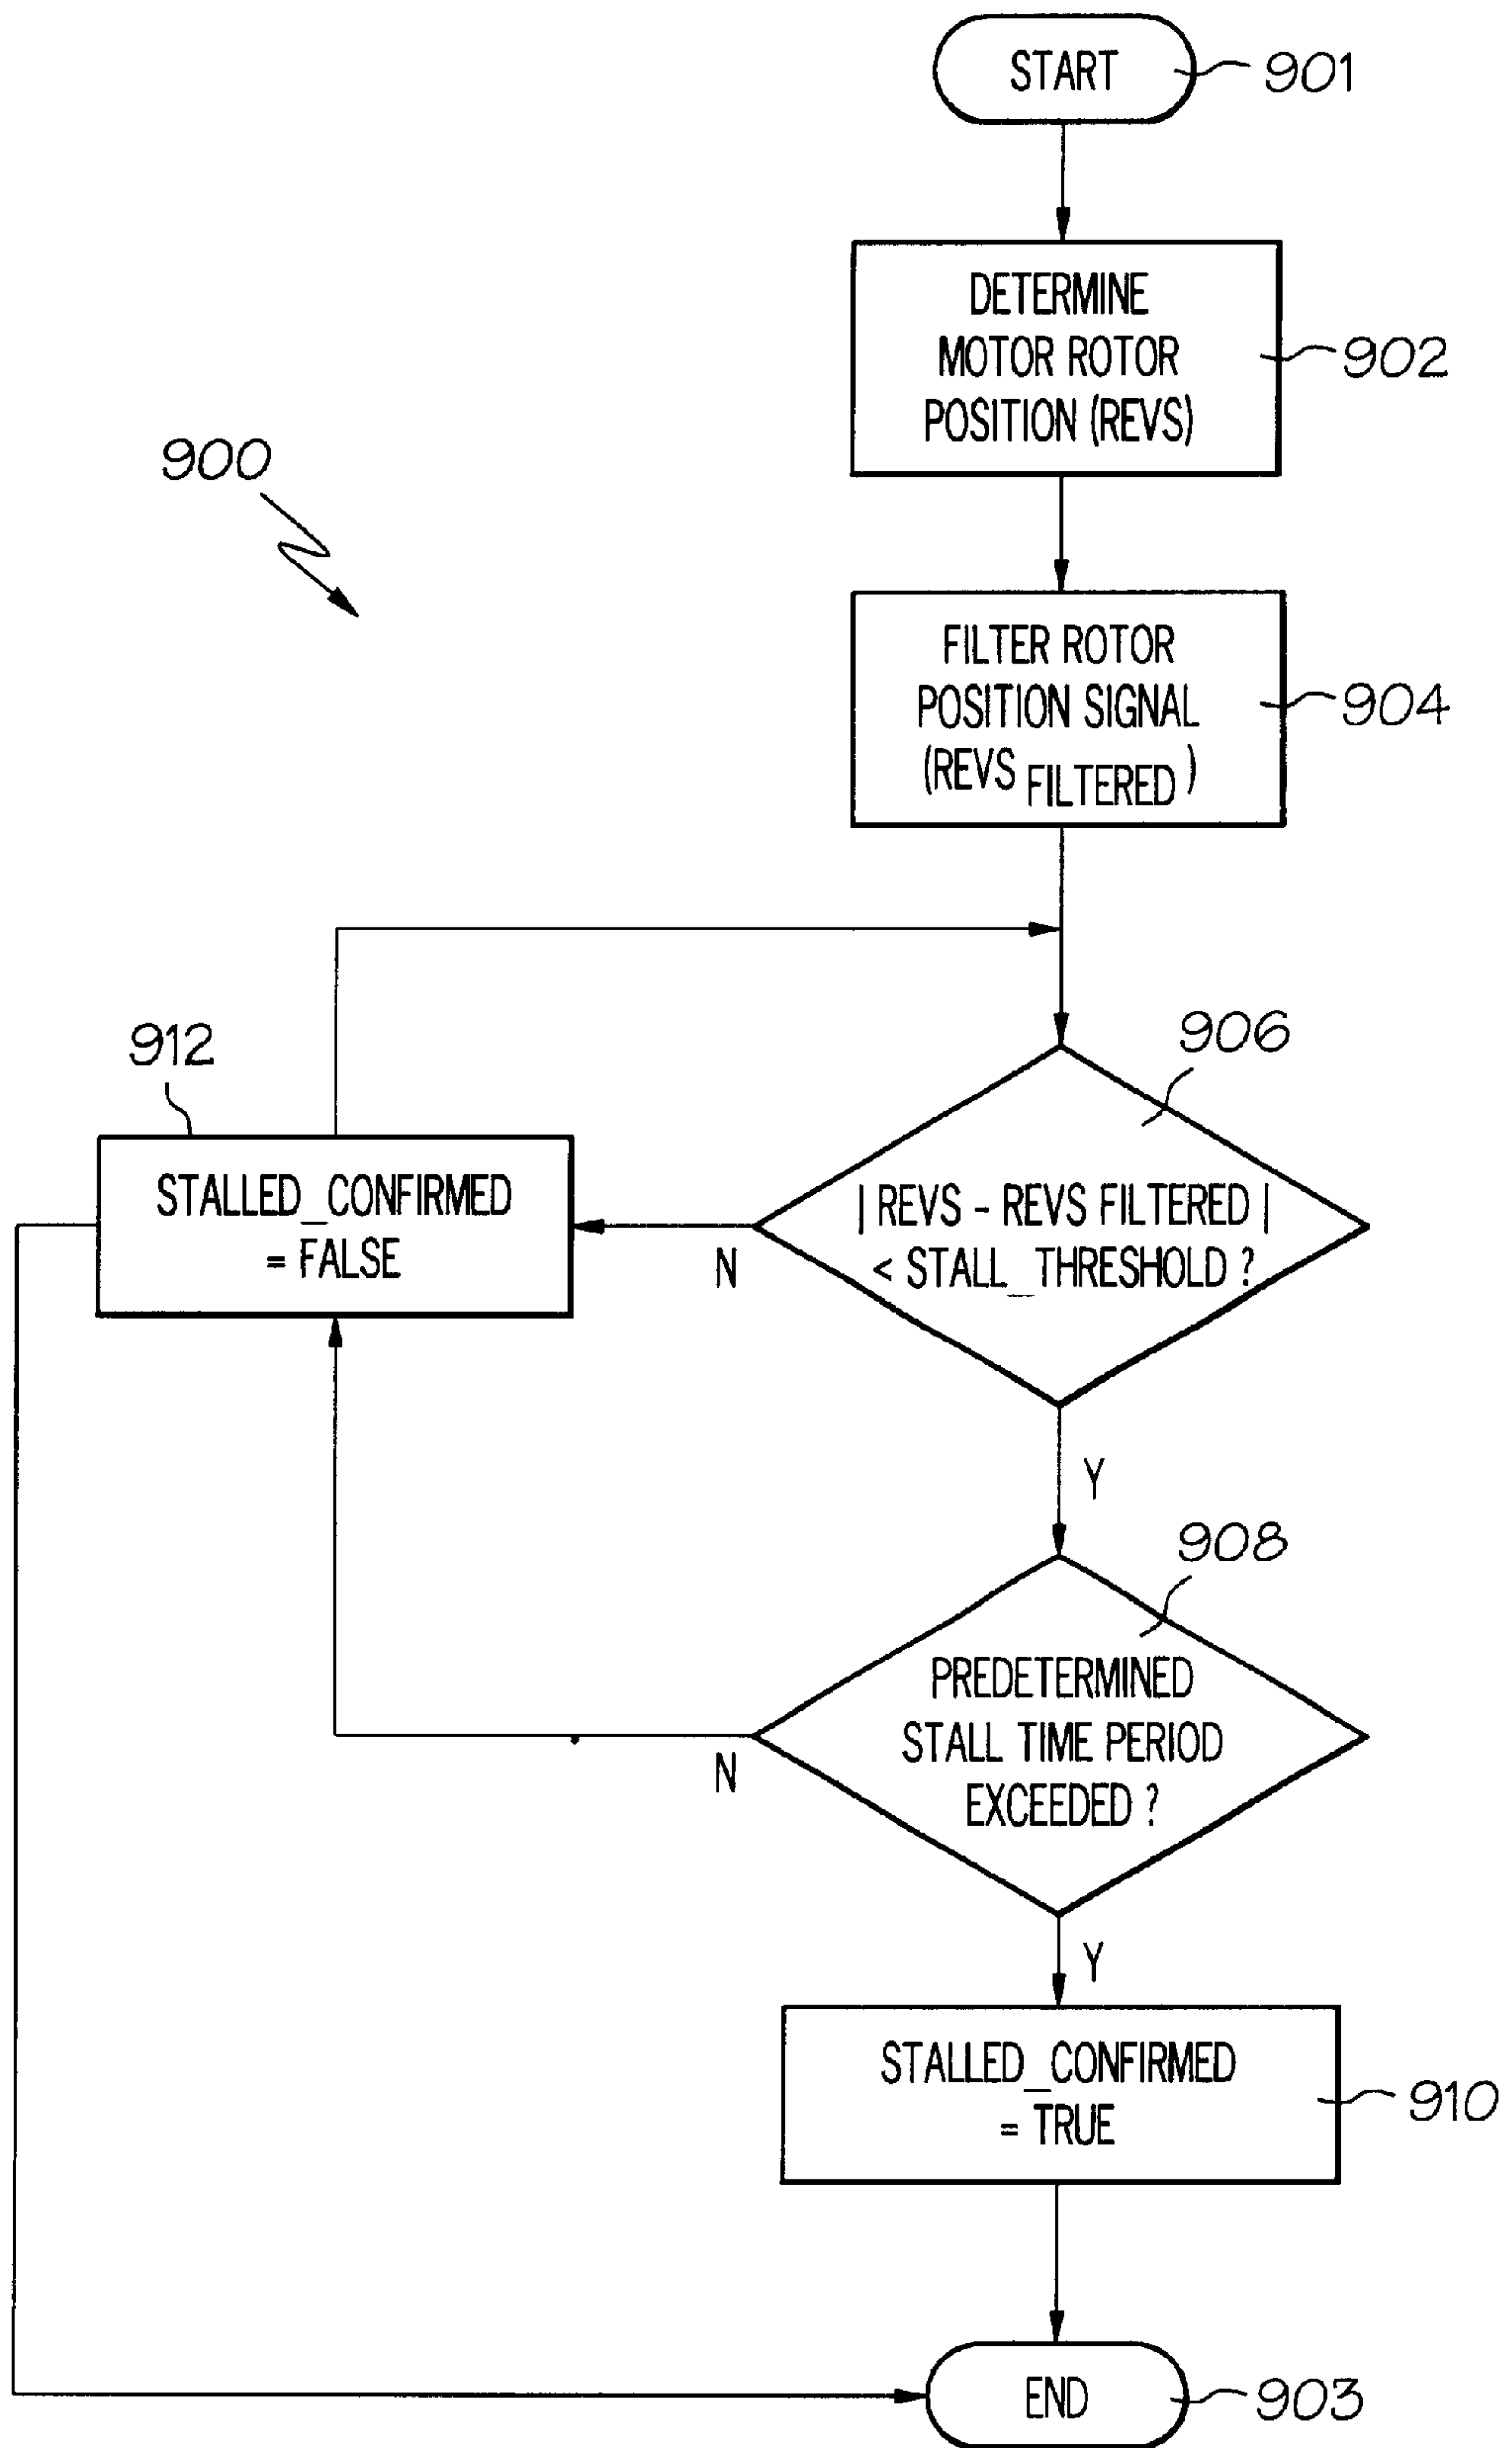 START
901
DETERMINE
MOTOR ROTOR
POSITION (REVS)
902
900
FILTER ROTOR
POSITION SIGNAL
(REVS FILTERED)
904
912
906
STALLED_CONFIRMED
= FALSE
| REVS - REVS FILTERED |
< STALL_THRESHOLD ?
N
Y
908
PREDETERMINED
STALL TIME PERIOD
EXCEEDED ?
N
Y
STALLED_CONFIRMED
= TRUE
910
END
903